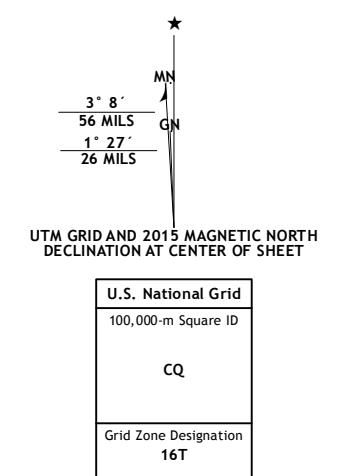 ★
MN
3° 8´
56 MILS
GN
1° 27´
26 MILS
UTM GRID AND 2015 MAGNETIC NORTH
DECLINATION AT CENTER OF SHEET
U.S. National Grid
100,000-m Square ID
CQ
Grid Zone Designation
16T